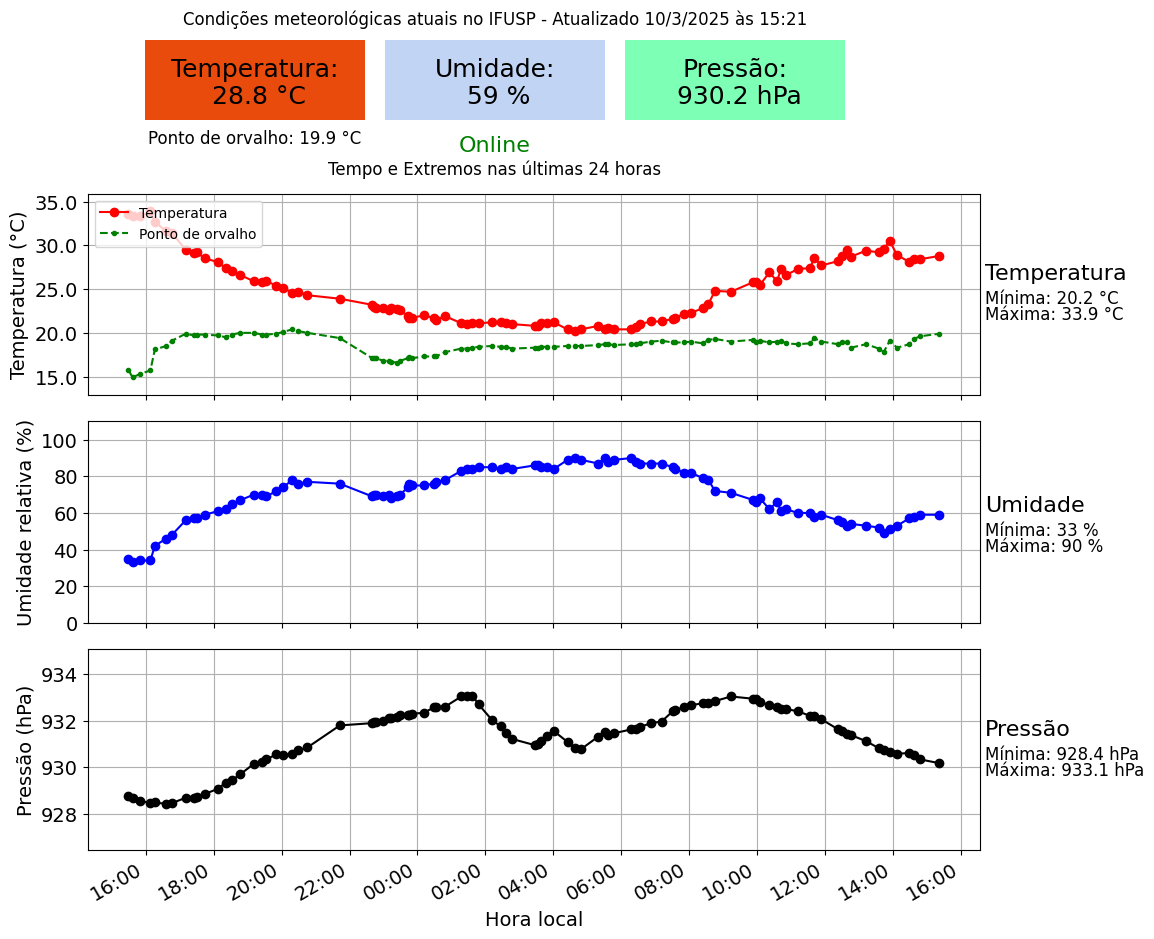 Condições meteorológicas atuais no IFUSP - Atualizado 10/3/2025 às 15:21
Temperatura:
28.8 °C
Umidade:
59 %
Pressão:
930.2 hPa
Ponto de orvalho: 19.9 °C
Online
Tempo e Extremos nas últimas 24 horas
Temperatura (°C)
35.0
30.0
25.0
20.0
15.0
Temperatura
Ponto de orvalho
Temperatura
Mínima: 20.2 °C
Máxima: 33.9 °C
Umidade relativa (%)
100
80
60
40
20
0
Umidade
Mínima: 33 %
Máxima: 90 %
Pressão (hPa)
934
932
930
928
Pressão
Mínima: 928.4 hPa
Máxima: 933.1 hPa
16:00 18:00 20:00 22:00 00:00 02:00 04:00 06:00 08:00 10:00 12:00 14:00 16:00
Hora local